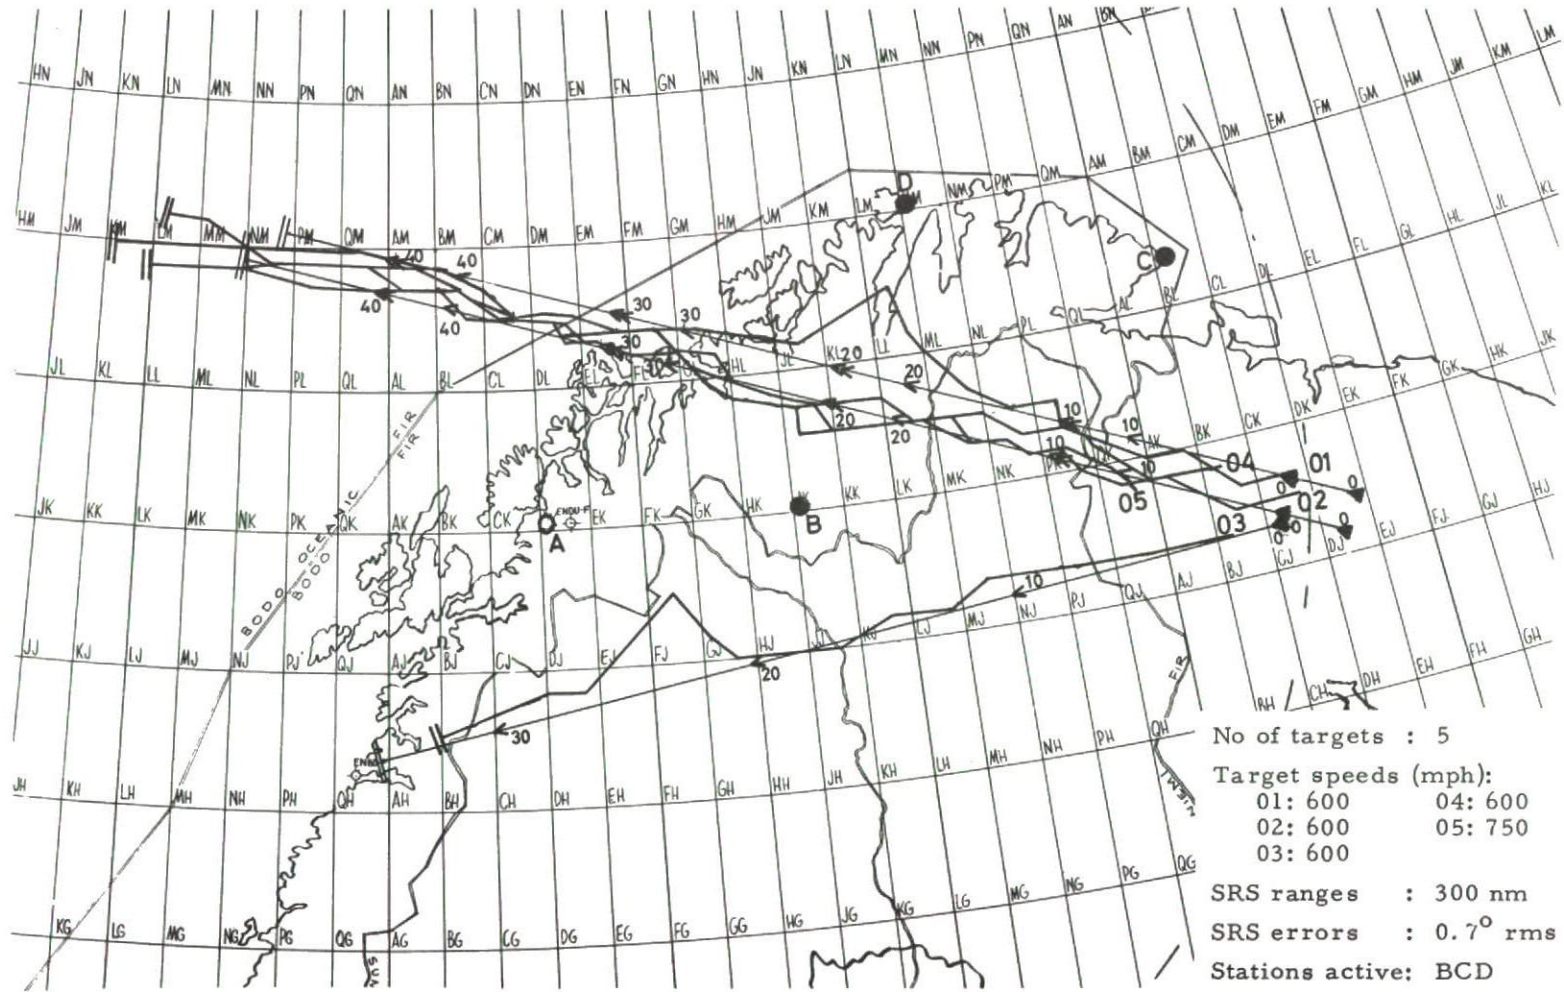 AN BN
HN JN KN LN MN NN PN QN AN BN CN DN EN FN GN HN JN KN LN MN NN PN QN
HM JM KM LM MM NM PM QM AM BM CM DM EM FM GM HM JM KM LM NM PM QM AM BM CM DM EM FM GM HM JM KM LM
D
C
40 40
40
40
30
30
30
20
20
20
20
10
10
10
10
JL KL LL ML NL PL QL AL BL CL DL EL FL HL JL KL LL ML NL PL QL AL BL CL DL EL FL GL HL JL KL
FIR
FIR
BODO OCEANIC
BODO
JK KK LK MK NK PK QK AK BK CK EK FK GK HK KK LK MK NK AK BK CK DK EK FK GK HK JK
ENDU-F
A
B
01
02
03
04
05
0
0
0
0
0
JJ KJ LJ MJ NJ PJ QJ AJ BJ CJ DJ EJ FJ GJ HJ KJ LJ MJ NJ PJ QJ AJ BJ CJ DJ EJ FJ GJ HJ
10
20
30
FIR
JH KH LH MH NH PH QH AH BH CH DH EH FH GH HH JH KH LH MH NH PH QH BH CH DH EH FH GH
KG LG MG NG PG QG AG BG CG DG EG FG GG HG JG KG LG MG NG PG QG
No of targets : 5
Target speeds (mph):
01: 600 04: 600
02: 600 05: 750
03: 600
SRS ranges : 300 nm
SRS errors : 0.7° rms
Stations active: BCD